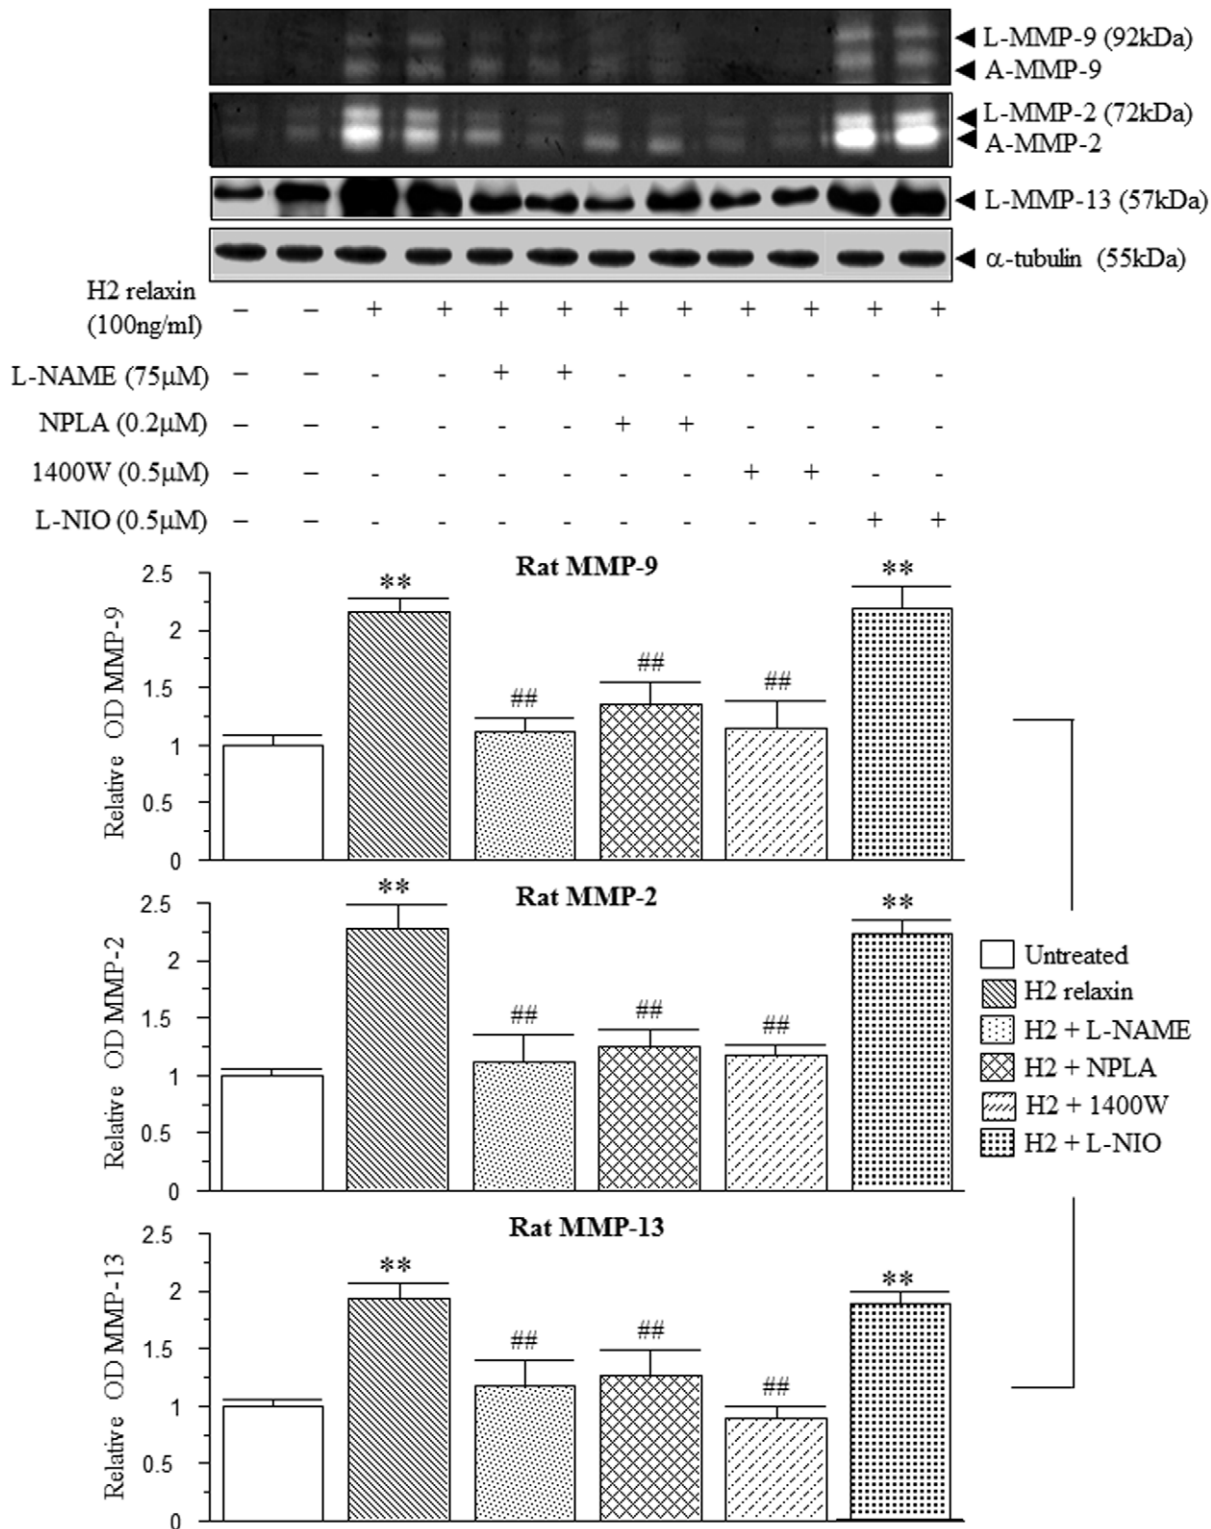 L-MMP-9 (92kDa)
A-MMP-9
L-MMP-2 (72kDa)
A-MMP-2
L-MMP-13 (57kDa)
α-tubulin (55kDa)
H2 relaxin
(100ng/ml)
– – + + + + + + + + + +
L-NAME (75μM) – – - - + + - - - - - -
NPLA (0.2μM) – – - - - - + + - - - -
1400W (0.5μM) – – - - - - - - + + - -
L-NIO (0.5μM) – – - - - - - - - - + +
Rat MMP-9
Relative OD MMP-9
2.5
2
1.5
1
0.5
0
** ## ## ## **
Rat MMP-2
Relative OD MMP-2
2.5
2
1.5
1
0.5
0
** ## ## ## **
Untreated
H2 relaxin
H2 + L-NAME
H2 + NPLA
H2 + 1400W
H2 + L-NIO
Rat MMP-13
Relative OD MMP-13
2.5
2
1.5
1
0.5
0
** ## ## ## **